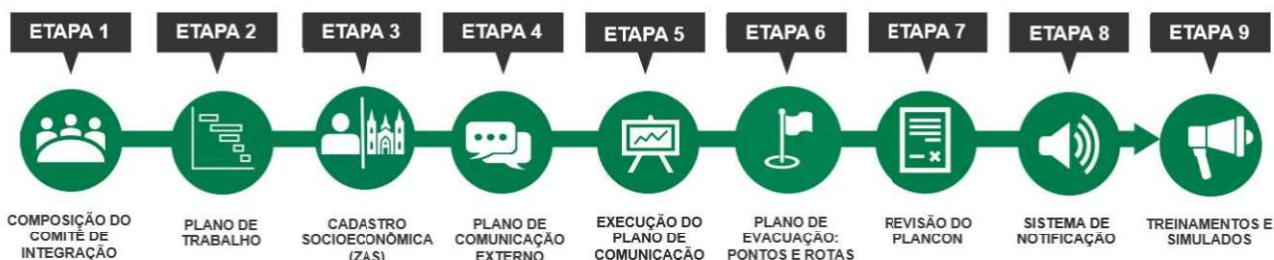 ETAPA 1
ETAPA 2
ETAPA 3
ETAPA 4
ETAPA 5
ETAPA 6
ETAPA 7
ETAPA 8
ETAPA 9
COMPOSIÇÃO DO
COMITÊ DE
INTEGRAÇÃO
PLANO DE
TRABALHO
CADASTRO
SOCIOECONÔMICA
(ZAS)
PLANO DE
COMUNICAÇÃO
EXTERNO
EXECUÇÃO DO
PLANO DE
COMUNICAÇÃO
PLANO DE
EVACUAÇÃO:
PONTOS E ROTAS
REVISÃO DO
PLANCON
SISTEMA DE
NOTIFICAÇÃO
TREINAMENTOS E
SIMULADOS